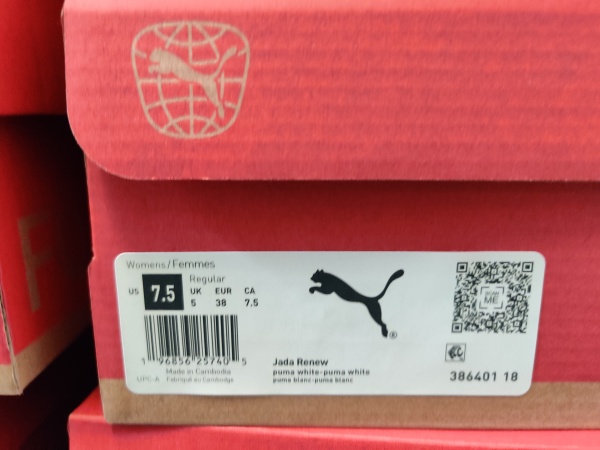 Womens/Femmes
Regular
US 7.5 UK EUR CA
5 38 7.5
1 96856 25740 5
UPC-A
Made in Cambodia
Fabriqué au Cambodge
Jada Renew
puma white-puma white
puma blanc-puma blanc
ME
386401 18
®
F